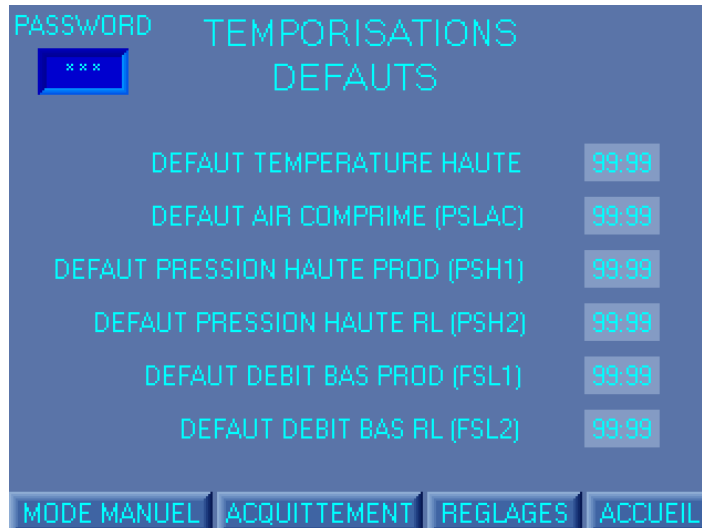 PASSWORD
***
TEMPORISATIONS
DEFAUTS
DEFAUT TEMPERATURE HAUTE 99:99
DEFAUT AIR COMPRIME (PSLAC) 99:99
DEFAUT PRESSION HAUTE PROD (PSH1) 99:99
DEFAUT PRESSION HAUTE RL (PSH2) 99:99
DEFAUT DEBIT BAS PROD (FSL1) 99:99
DEFAUT DEBIT BAS RL (FSL2) 99:99
MODE MANUEL ACQUITTEMENT REGLAGES ACCUEIL